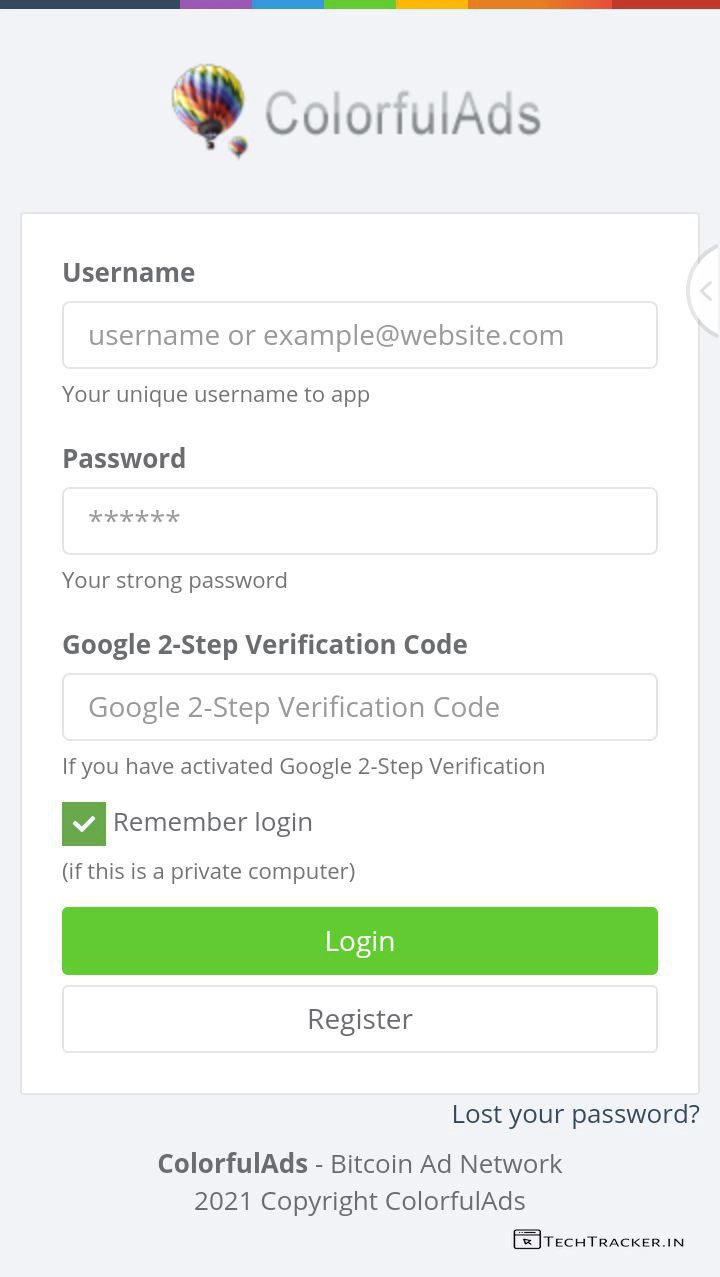 ColorfulAds
Username
username or example@website.com
Your unique username to app
Password
******
Your strong password
Google 2-Step Verification Code
Google 2-Step Verification Code
If you have activated Google 2-Step Verification
Remember login
(if this is a private computer)
Login
Register
Lost your password?
ColorfulAds - Bitcoin Ad Network
2021 Copyright ColorfulAds
TECHTRACKER.IN